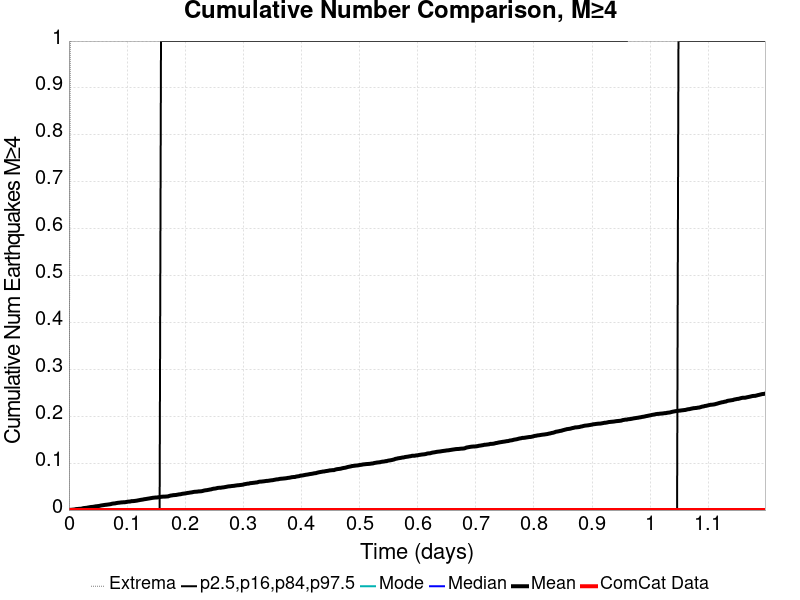 Cumulative Number Comparison, M≥4
Cumulative Num Earthquakes M≥4
1
0.9
0.8
0.7
0.6
0.5
0.4
0.3
0.2
0.1
0
0 0.1 0.2 0.3 0.4 0.5 0.6 0.7 0.8 0.9 1 1.1
Time (days)
Extrema p2.5,p16,p84,p97.5 Mode Median Mean ComCat Data